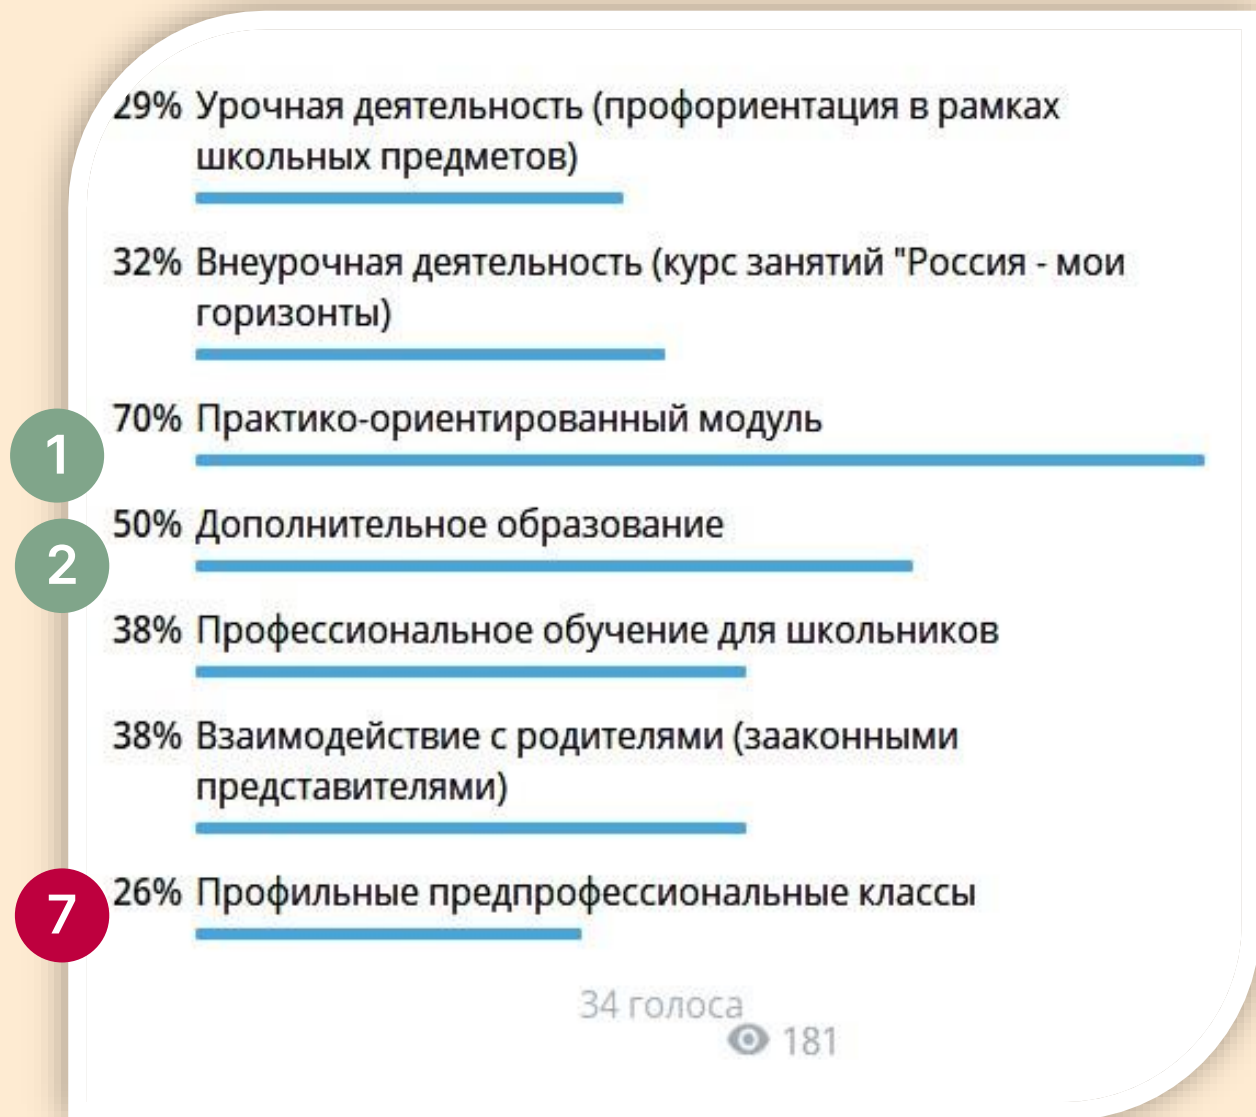 29% Урочная деятельность (профориентация в рамках
школьных предметов)
32% Внеурочная деятельность (курс занятий "Россия - мои
горизонты)
1
70% Практико-ориентированный модуль
2
50% Дополнительное образование
38% Профессиональное обучение для школьников
38% Взаимодействие с родителями (зааконными
представителями)
7
26% Профильные предпрофессиональные классы
34 голоса
181